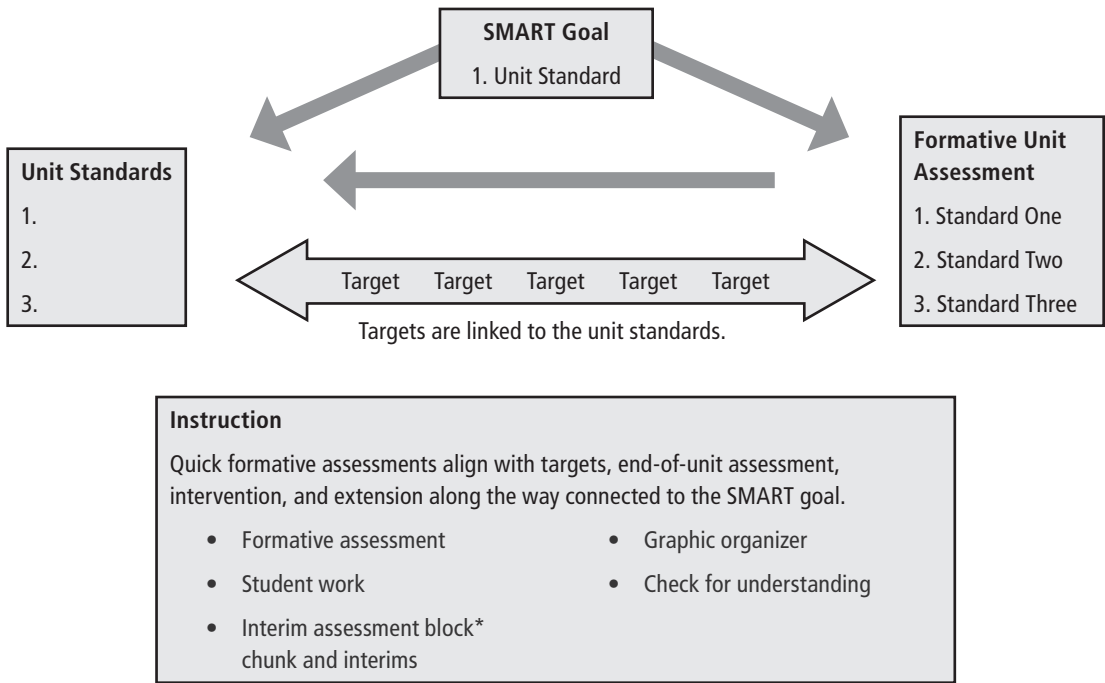 SMART Goal
1. Unit Standard
Unit Standards
1.
2.
3.
Formative Unit
Assessment
1. Standard One
2. Standard Two
3. Standard Three
Target Target Target Target Target
Targets are linked to the unit standards.
Instruction
Quick formative assessments align with targets, end-of-unit assessment,
intervention, and extension along the way connected to the SMART goal.
• Formative assessment
• Student work
• Interim assessment block*
chunk and interims
• Graphic organizer
• Check for understanding